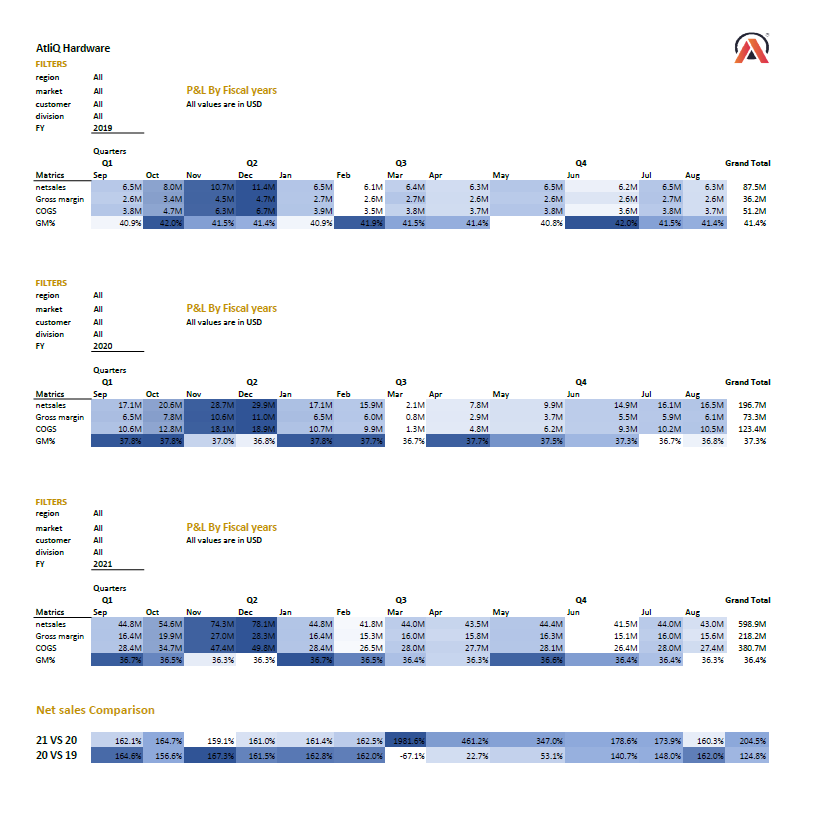 AtliQ Hardware
FILTERS
region All
market All P&L By Fiscal years
customer All All values are in USD
division All
FY 2019
Quarters
Q1 Q2 Q3 Q4 Grand Total
Matrics Sep Oct Nov Dec Jan Feb Mar Apr May Jun Jul Aug
netsales 6.5M 8.0M 10.7M 11.4M 6.5M 6.1M 6.4M 6.3M 6.5M 6.2M 6.5M 6.3M 87.5M
Gross margin 2.6M 3.4M 4.5M 4.7M 2.7M 2.6M 2.7M 2.6M 2.6M 2.6M 2.7M 2.6M 36.2M
COGS 3.8M 4.7M 6.3M 6.7M 3.9M 3.5M 3.8M 3.7M 3.8M 3.6M 3.8M 3.7M 51.2M
GM% 40.9% 42.0% 41.5% 41.4% 40.9% 41.9% 41.5% 41.4% 40.8% 42.0% 41.5% 41.4% 41.4%
FILTERS
region All
market All P&L By Fiscal years
customer All All values are in USD
division All
FY 2020
Quarters
Q1 Q2 Q3 Q4 Grand Total
Matrics Sep Oct Nov Dec Jan Feb Mar Apr May Jun Jul Aug
netsales 17.1M 20.6M 28.7M 29.9M 17.1M 15.9M 2.1M 7.8M 9.9M 14.9M 16.1M 16.5M 196.7M
Gross margin 6.5M 7.8M 10.6M 11.0M 6.5M 6.0M 0.8M 2.9M 3.7M 5.5M 5.9M 6.1M 73.3M
COGS 10.6M 12.8M 18.1M 18.9M 10.7M 9.9M 1.3M 4.8M 6.2M 9.3M 10.2M 10.5M 123.4M
GM% 37.8% 37.8% 37.0% 36.8% 37.8% 37.7% 36.7% 37.7% 37.5% 37.3% 36.7% 36.8% 37.3%
FILTERS
region All
market All P&L By Fiscal years
customer All All values are in USD
division All
FY 2021
Quarters
Q1 Q2 Q3 Q4 Grand Total
Matrics Sep Oct Nov Dec Jan Feb Mar Apr May Jun Jul Aug
netsales 44.8M 54.6M 74.3M 78.1M 44.8M 41.8M 44.0M 43.5M 44.4M 41.5M 44.0M 43.0M 598.9M
Gross margin 16.4M 19.9M 27.0M 28.3M 16.4M 15.3M 16.0M 15.8M 16.3M 15.1M 16.0M 15.6M 218.2M
COGS 28.4M 34.7M 47.4M 49.8M 28.4M 26.5M 28.0M 27.7M 28.1M 26.4M 28.0M 27.4M 380.7M
GM% 36.7% 36.5% 36.3% 36.3% 36.7% 36.5% 36.4% 36.3% 36.6% 36.4% 36.4% 36.3% 36.4%
Net sales Comparison
21 VS 20 162.1% 164.7% 159.1% 161.0% 161.4% 162.5% 1981.6% 461.2% 347.0% 178.6% 173.9% 160.3% 204.5%
20 VS 19 164.6% 156.6% 167.3% 161.5% 162.8% 162.0% -67.1% 22.7% 53.1% 140.7% 148.0% 162.0% 124.8%